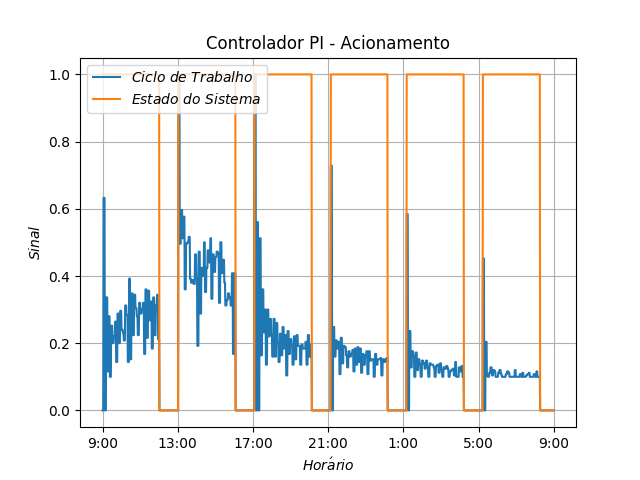 Controlador PI - Acionamento
Ciclo de Trabalho
Estado do Sistema
Sinal
1.0
0.8
0.6
0.4
0.2
0.0
9:00 13:00 17:00 21:00 1:00 5:00 9:00
Horário